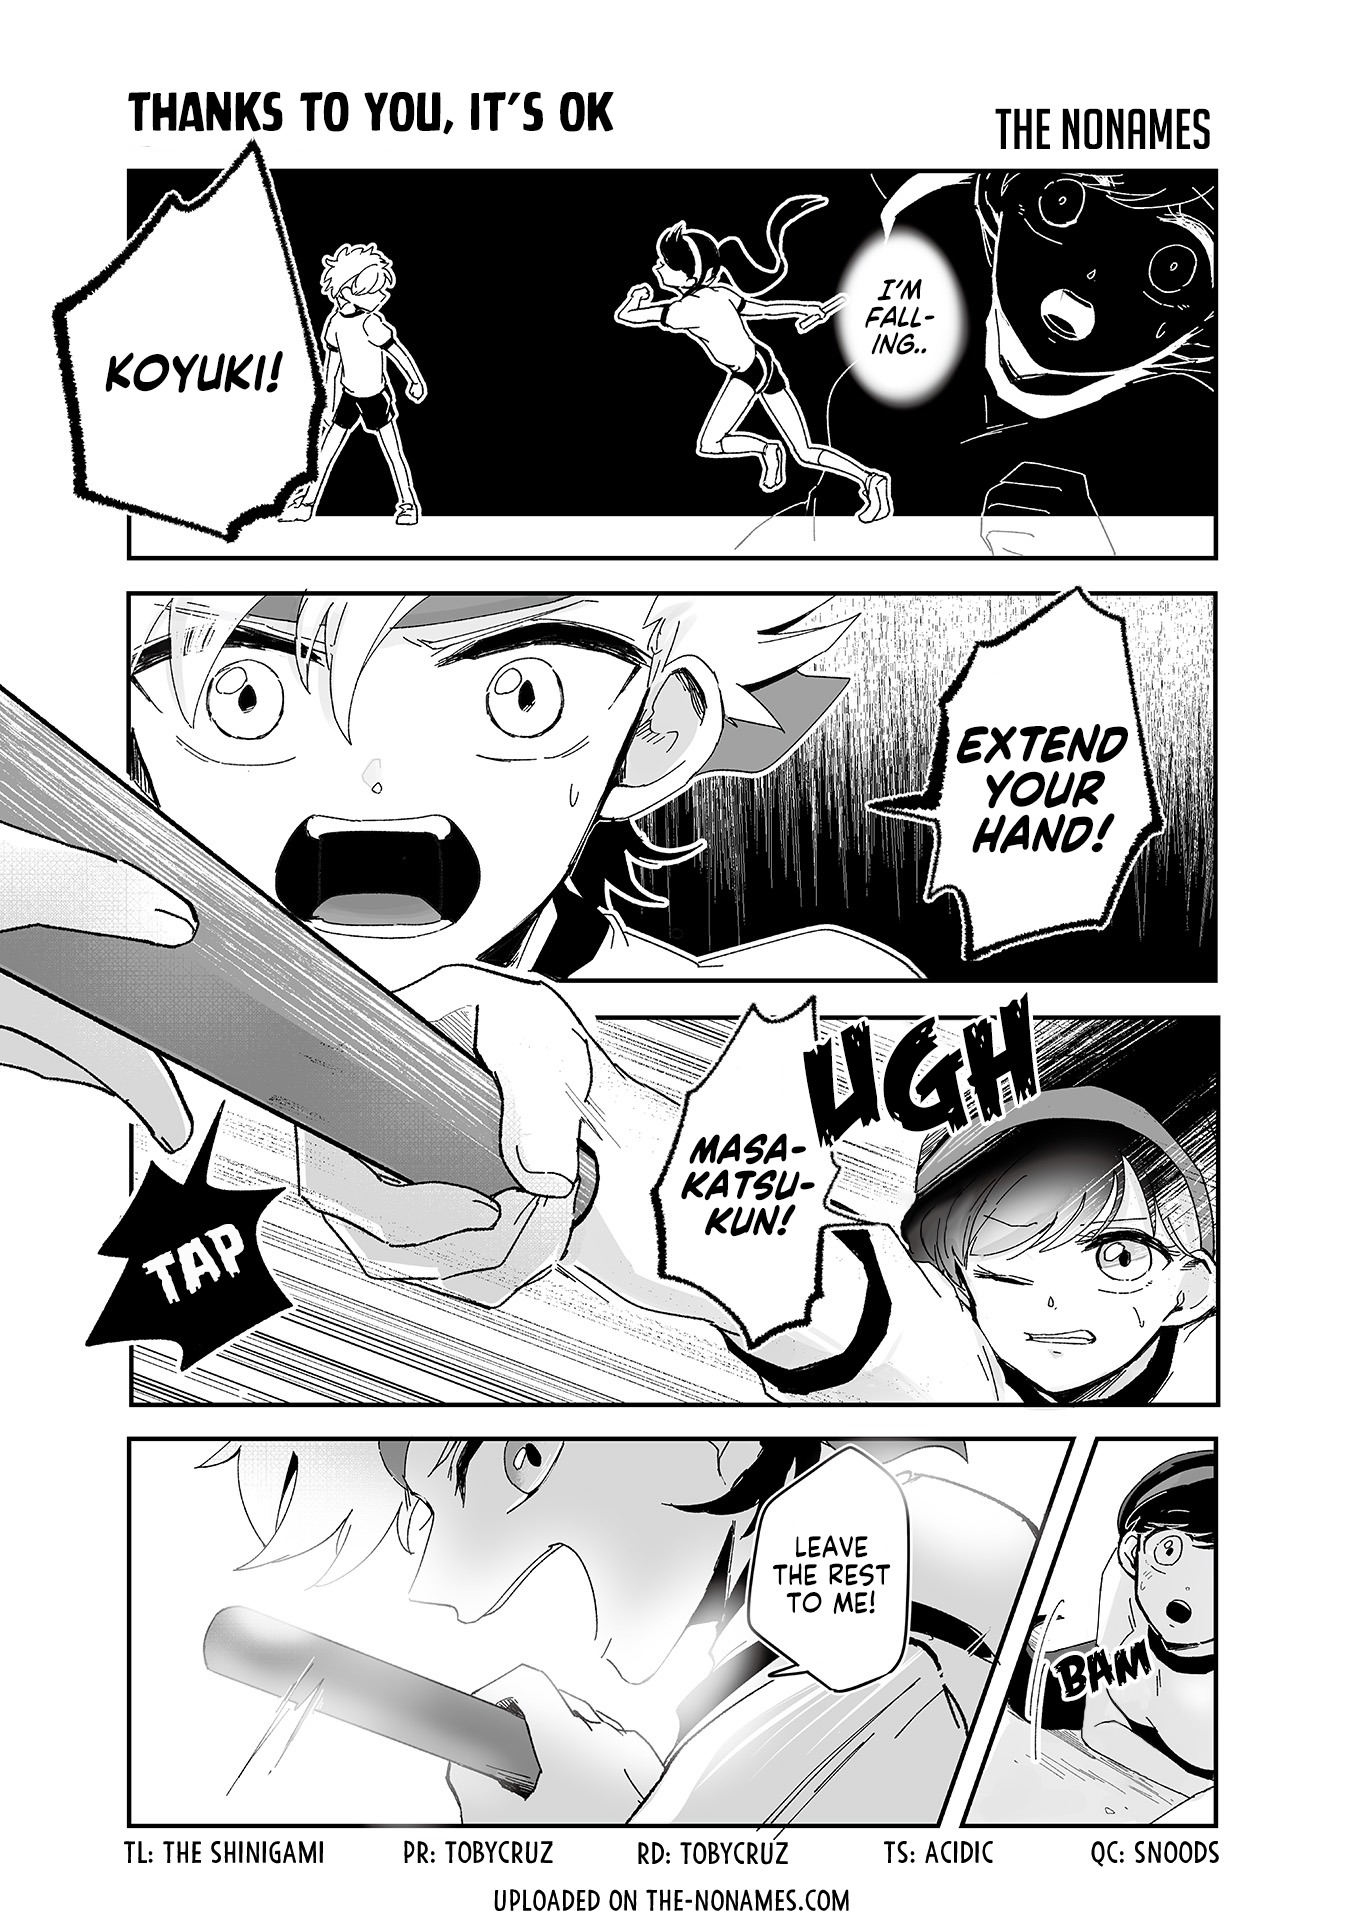 THANKS TO YOU, IT'S OK
THE NONAMES
I'M
FALL-
ING..
KOYUKI!
EXTEND
YOUR
HAND!
UGH
MASA-
KATSU-
KUN!
TAP
BAM
LEAVE
THE REST
TO ME!
TL: THE SHINIGAMI PR: TOBYCRUZ RD: TOBYCRUZ TS: ACIDIC QC: SNOODS
UPLOADED ON THE-NONAMES.COM